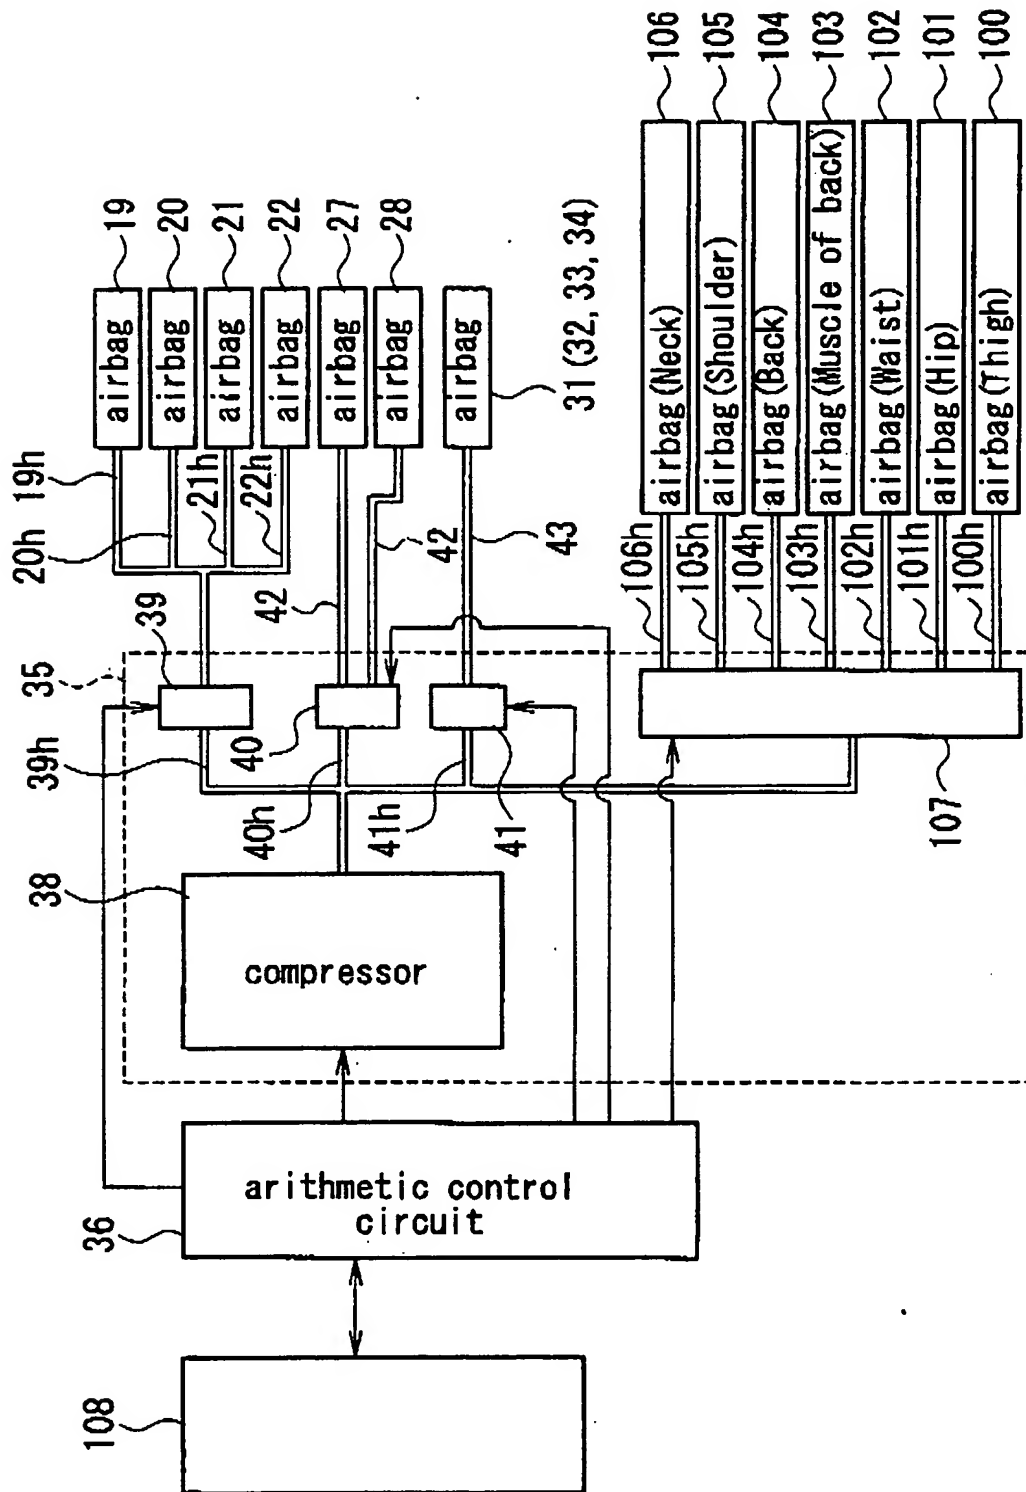 108
36
arithmetic control
circuit
38
compressor
35
39h
39
40h
40
41h
41
107
19h
20h
21h
22h
42
42
43
airbag
19
airbag
20
airbag
21
airbag
22
airbag
27
airbag
28
airbag
31(32, 33, 34)
106h
airbag(Neck)
106
105h
airbag(Shoulder)
105
104h
airbag(Back)
104
103h
airbag(Muscle of back)
103
102h
airbag(Waist)
102
101h
airbag(Hip)
101
100h
airbag(Thigh)
100